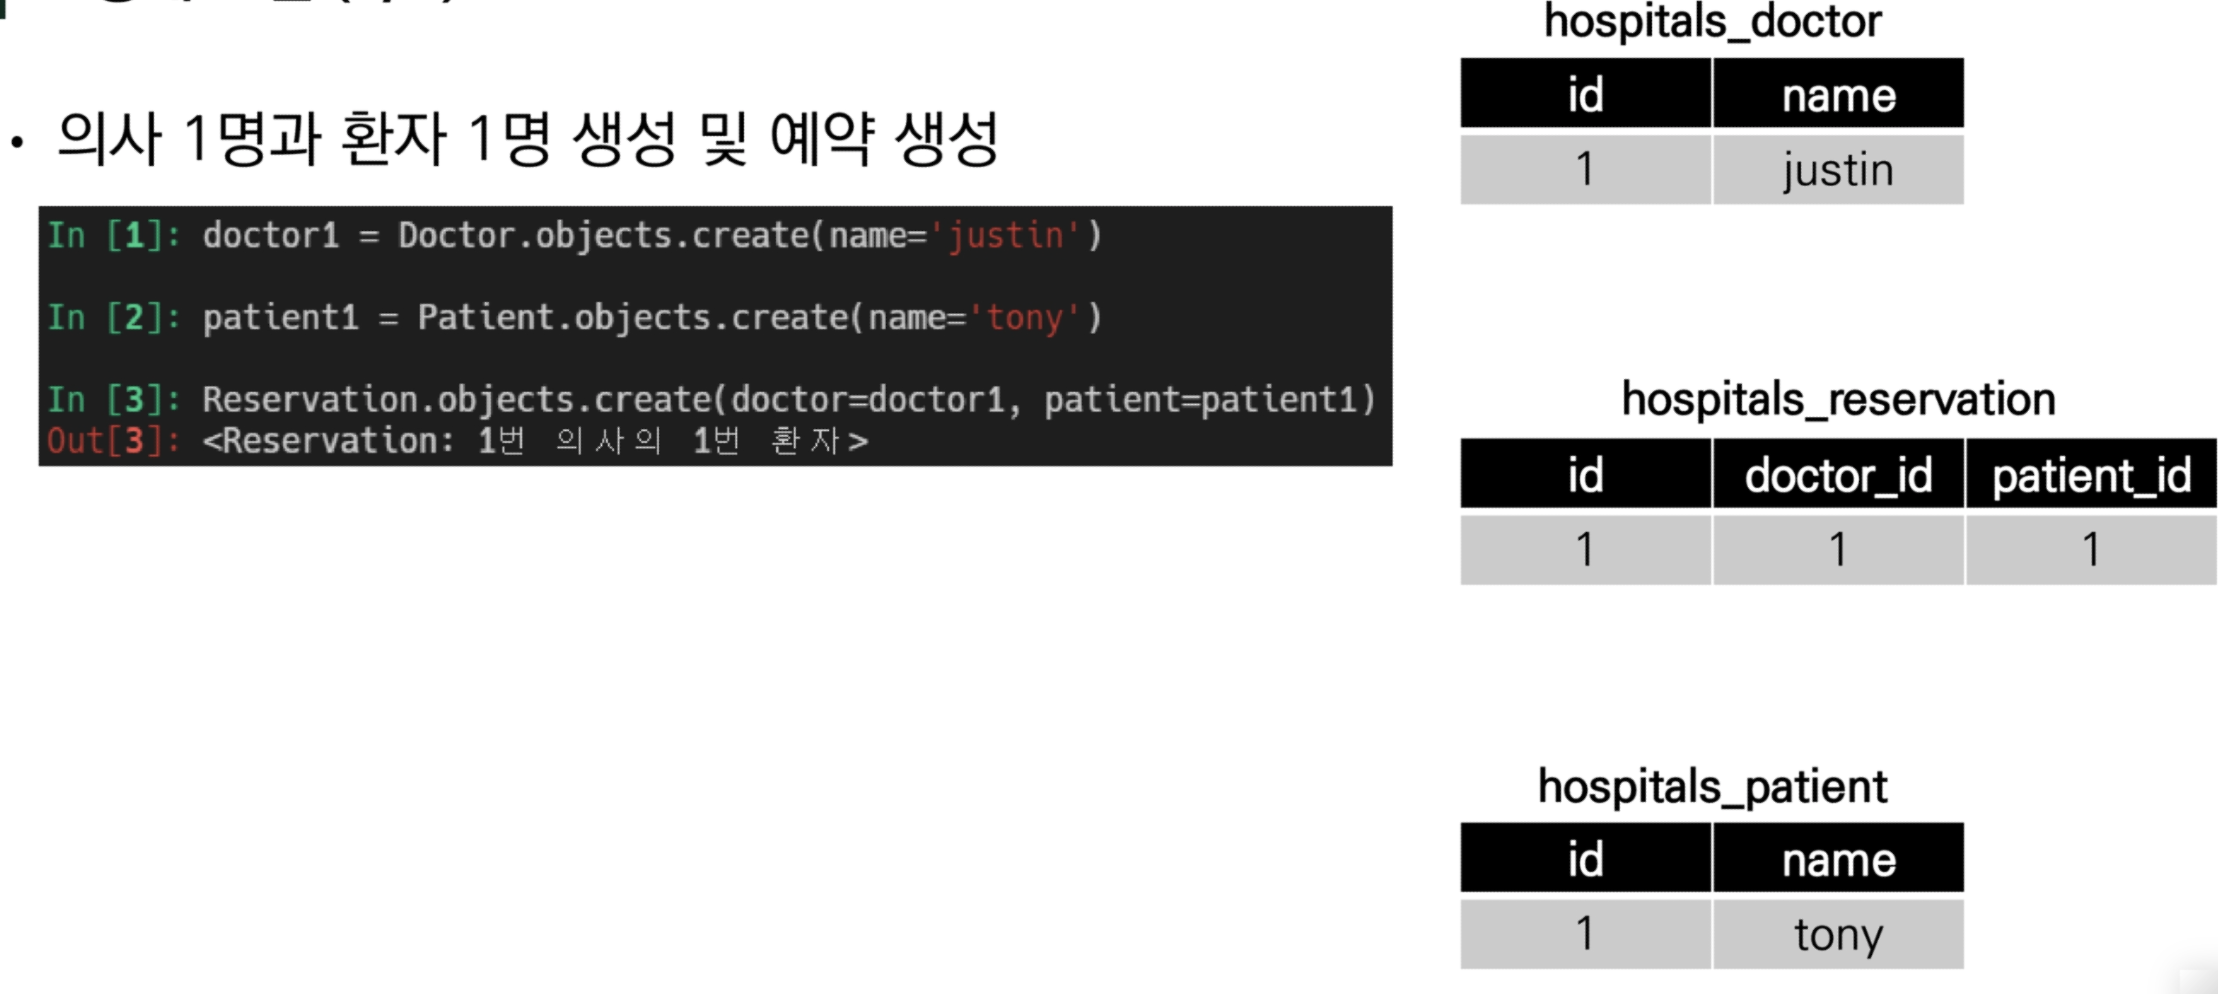 • 의사 1명과 환자 1명 생성 및 예약 생성
In [1]: doctor1 = Doctor.objects.create(name='justin')
In [2]: patient1 = Patient.objects.create(name='tony')
In [3]: Reservation.objects.create(doctor=doctor1, patient=patient1)
Out[3]: <Reservation: 1번 의사의 1번 환자>
hospitals_doctor
id name
1 justin
hospitals_reservation
id doctor_id patient_id
1 1 1
hospitals_patient
id name
1 tony